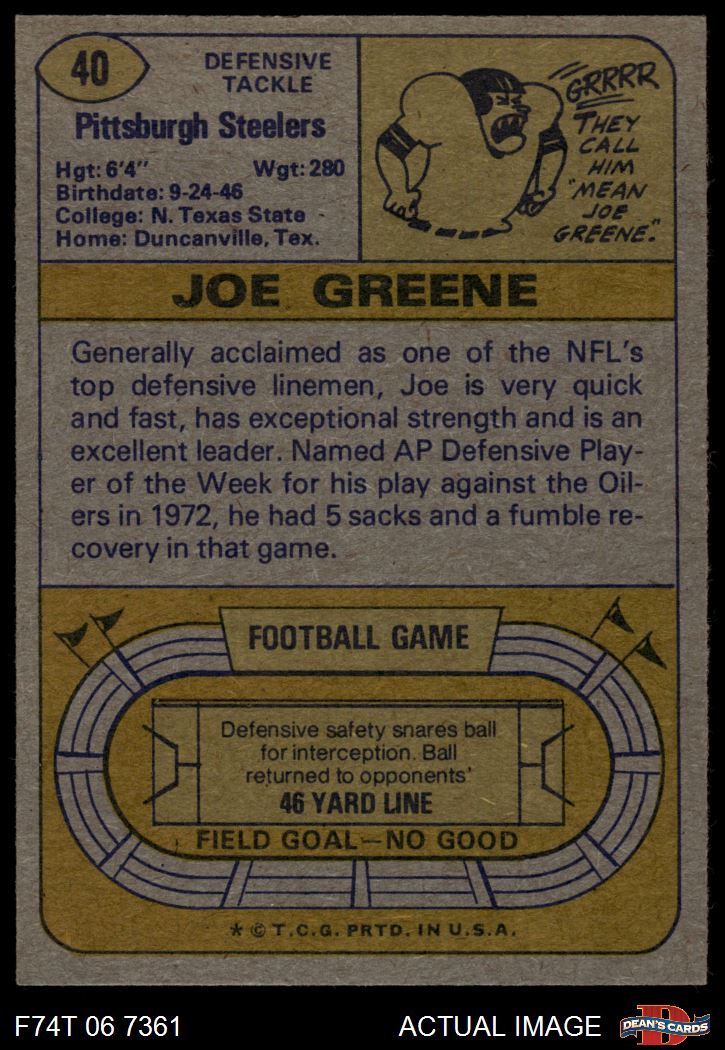 40
DEFENSIVE
TACKLE
Pittsburgh Steelers
Hgt: 6'4" Wgt: 280
Birthdate: 9-24-46
College: N. Texas State
Home: Duncanville, Tex.
GRRRR
THEY
CALL
HIM
"MEAN
JOE
GREENE."
JOE GREENE
Generally acclaimed as one of the NFL's
top defensive linemen, Joe is very quick
and fast, has exceptional strength and is an
excellent leader. Named AP Defensive Play-
er of the Week for his play against the Oil-
ers in 1972, he had 5 sacks and a fumble re-
covery in that game.
FOOTBALL GAME
Defensive safety snares ball
for interception. Ball
returned to opponents'
46 YARD LINE
FIELD GOAL—NO GOOD
* © T.C.G. PRTD. IN U.S.A.
F74T 06 7361 ACTUAL IMAGE
D
DEAN'S CARDS